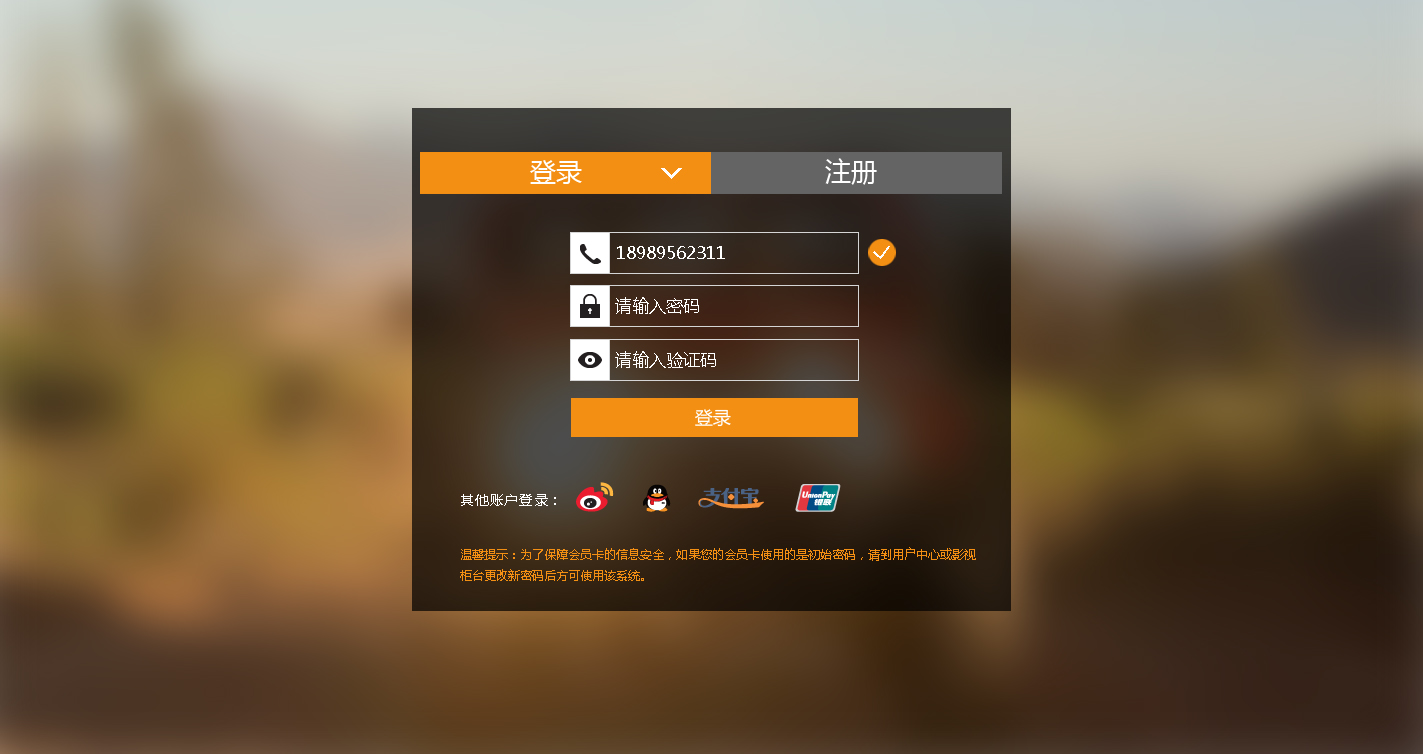 登录 注册
18989562311
请输入密码
请输入验证码
登录
其他账户登录： 支付宝 UnionPay 银联
温馨提示：为了保障会员卡的信息安全，如果您的会员卡使用的是初始密码，请到用户中心或影视
柜台更改新密码后方可使用该系统。